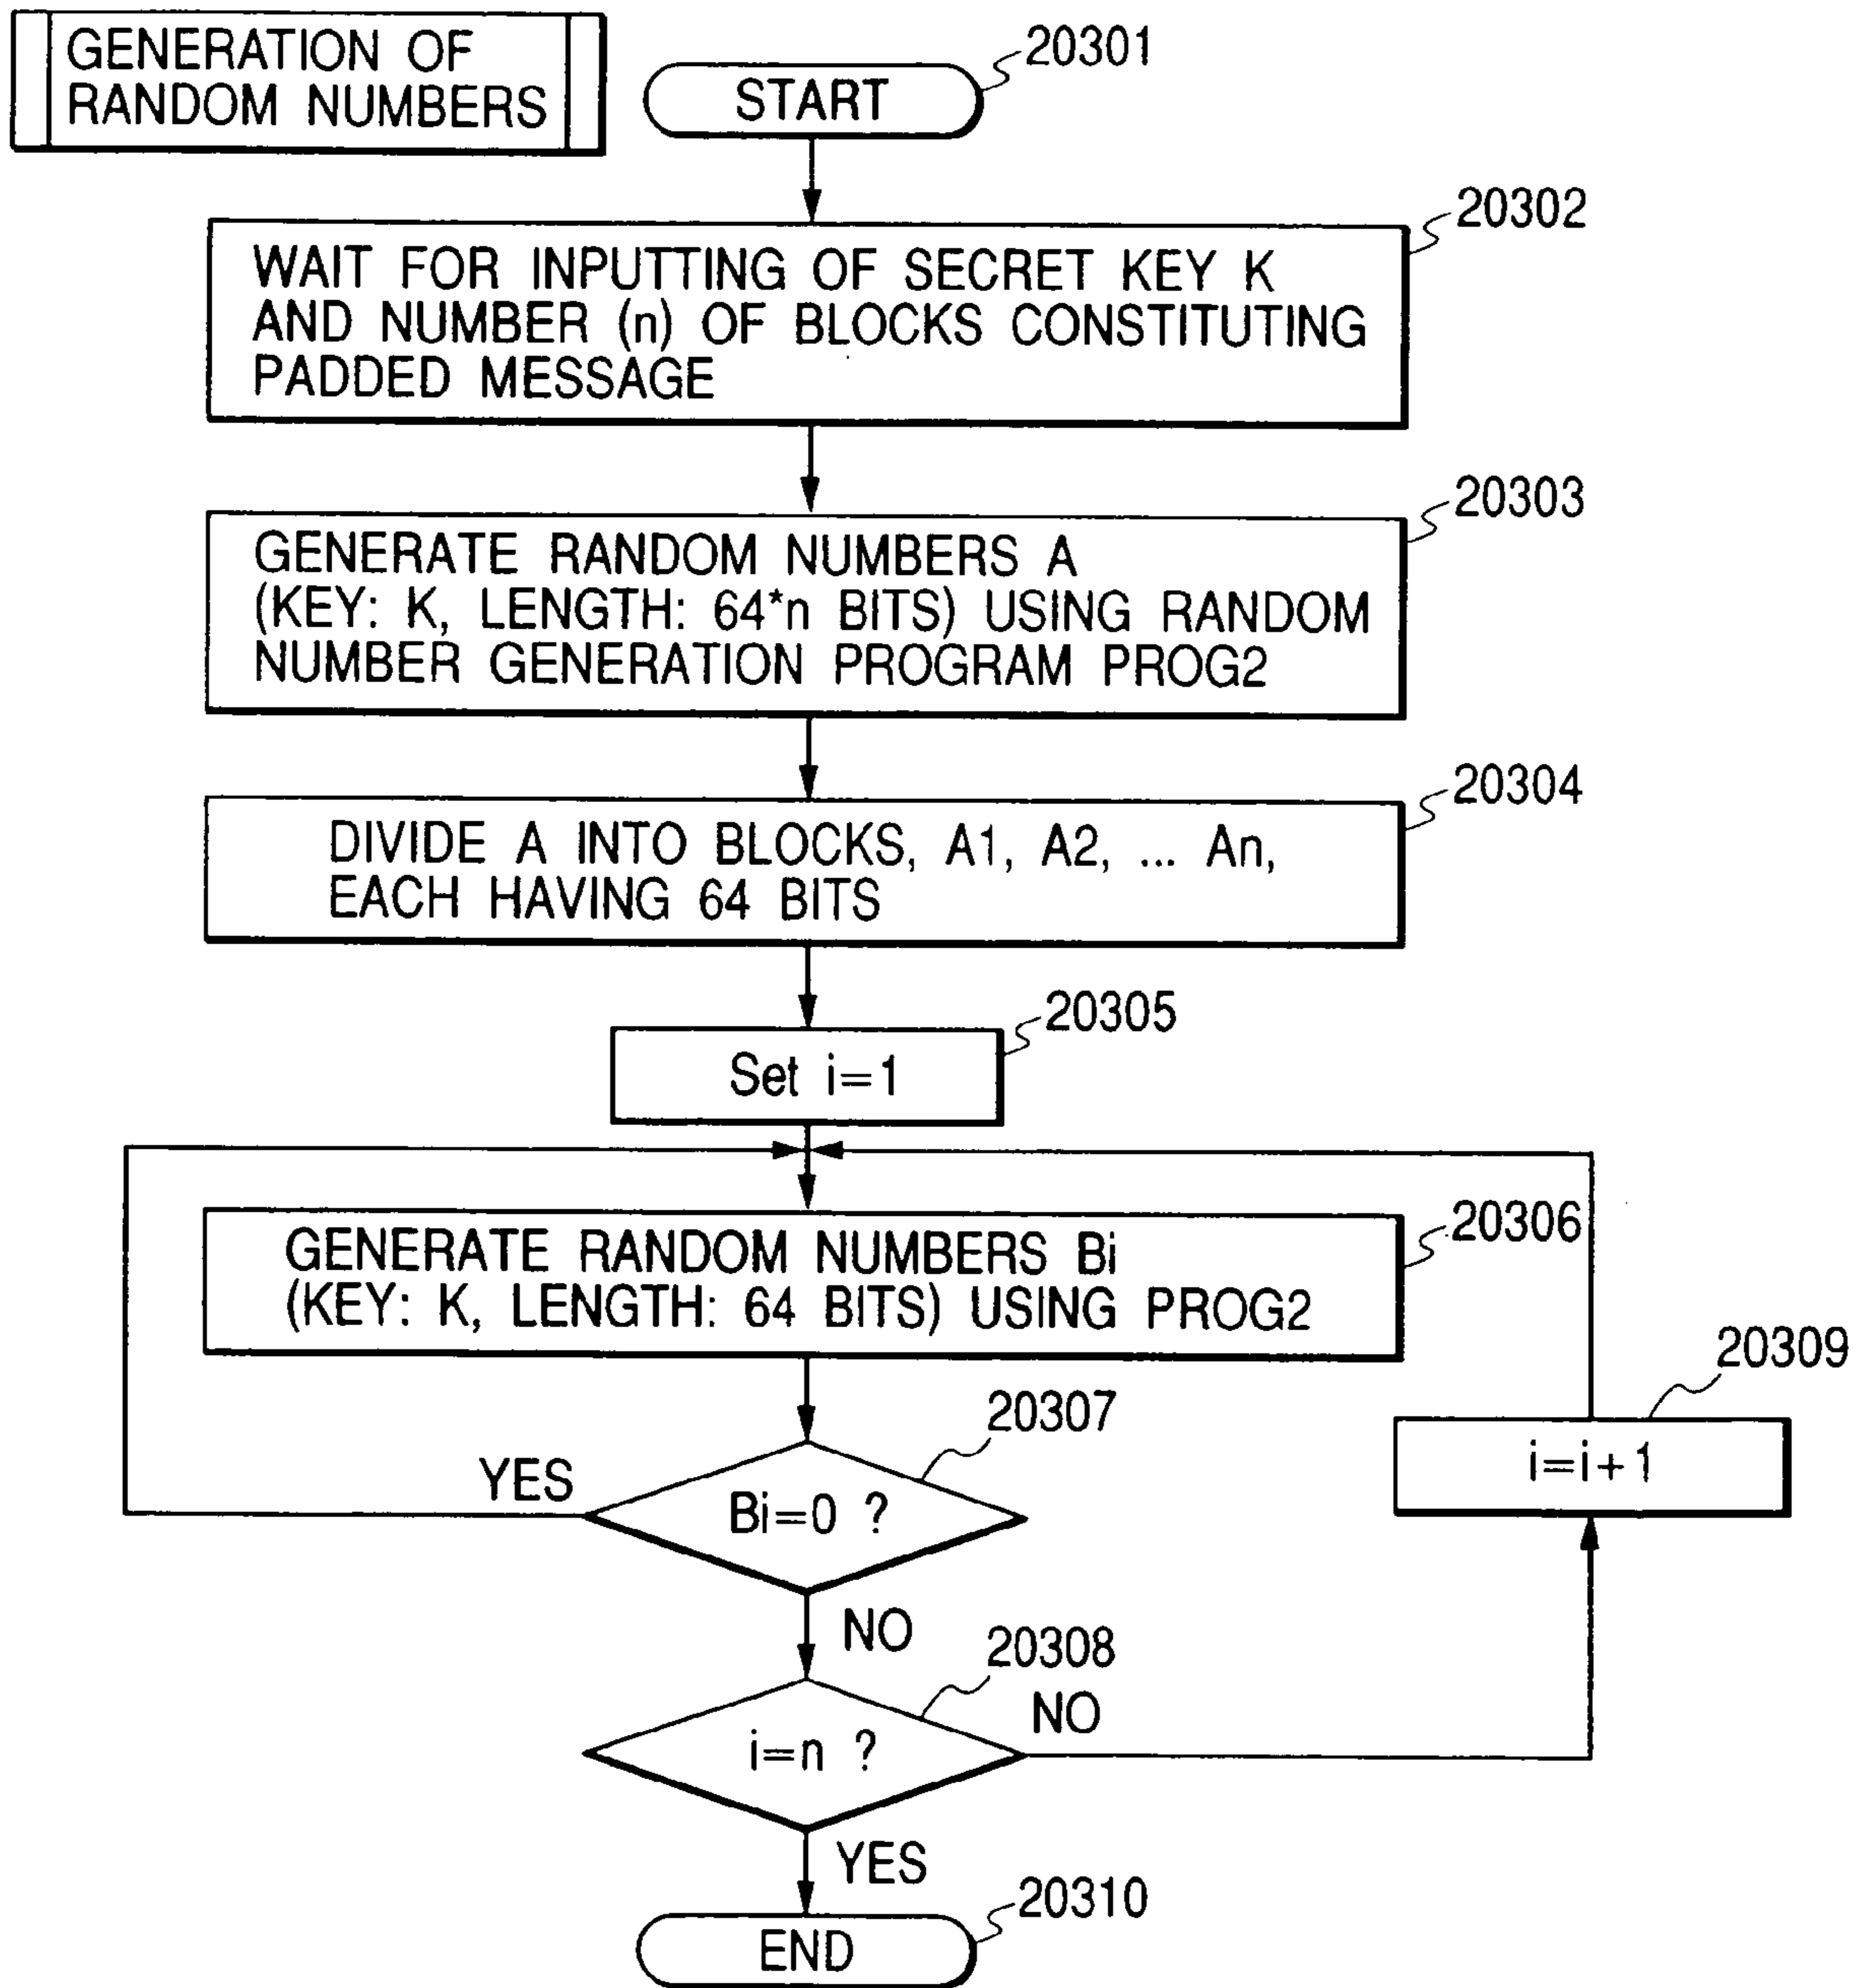 GENERATION OF
RANDOM NUMBERS
START
20301
20302
WAIT FOR INPUTTING OF SECRET KEY K
AND NUMBER (n) OF BLOCKS CONSTITUTING
PADDED MESSAGE
20303
GENERATE RANDOM NUMBERS A
(KEY: K, LENGTH: 64*n BITS) USING RANDOM
NUMBER GENERATION PROGRAM PROG2
20304
DIVIDE A INTO BLOCKS, A1, A2, ... An,
EACH HAVING 64 BITS
20305
Set i=1
20306
GENERATE RANDOM NUMBERS Bi
(KEY: K, LENGTH: 64 BITS) USING PROG2
20307
Bi=0 ?
YES
NO
20309
i=i+1
20308
i=n ?
NO
YES
20310
END